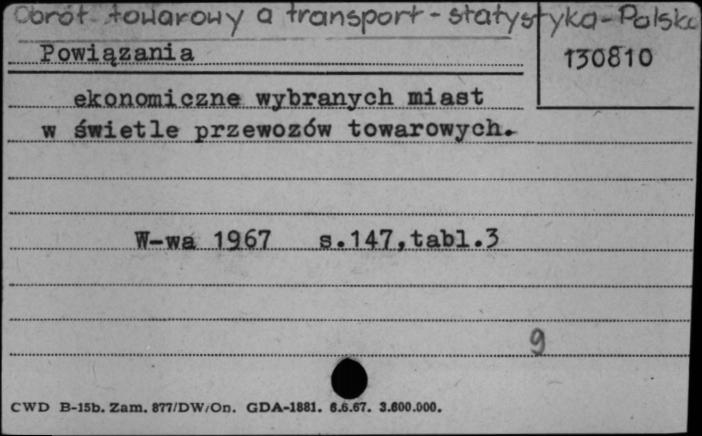 Obrót towarowy a transport - statystyka - Polska
Powiązania
130810
ekonomiczne wybranych miast
w świetle przewozów towarowych.
W-wa 1967 s.147,tabl.3
9
CWD B-15b. Zam. 877/DW/On. GDA-1881. 6.6.67. 3.600.000.